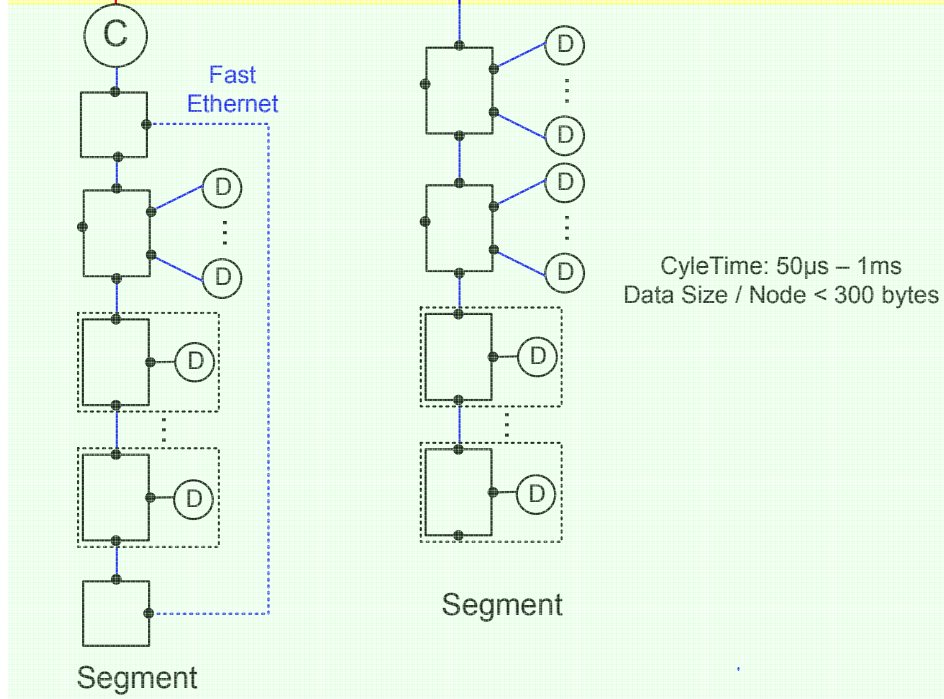 C
Fast
Ethernet
D
D
D
D
D
D
D
D
D
D
D
D
CyleTime: 50µs – 1ms
Data Size / Node < 300 bytes
Segment
Segment